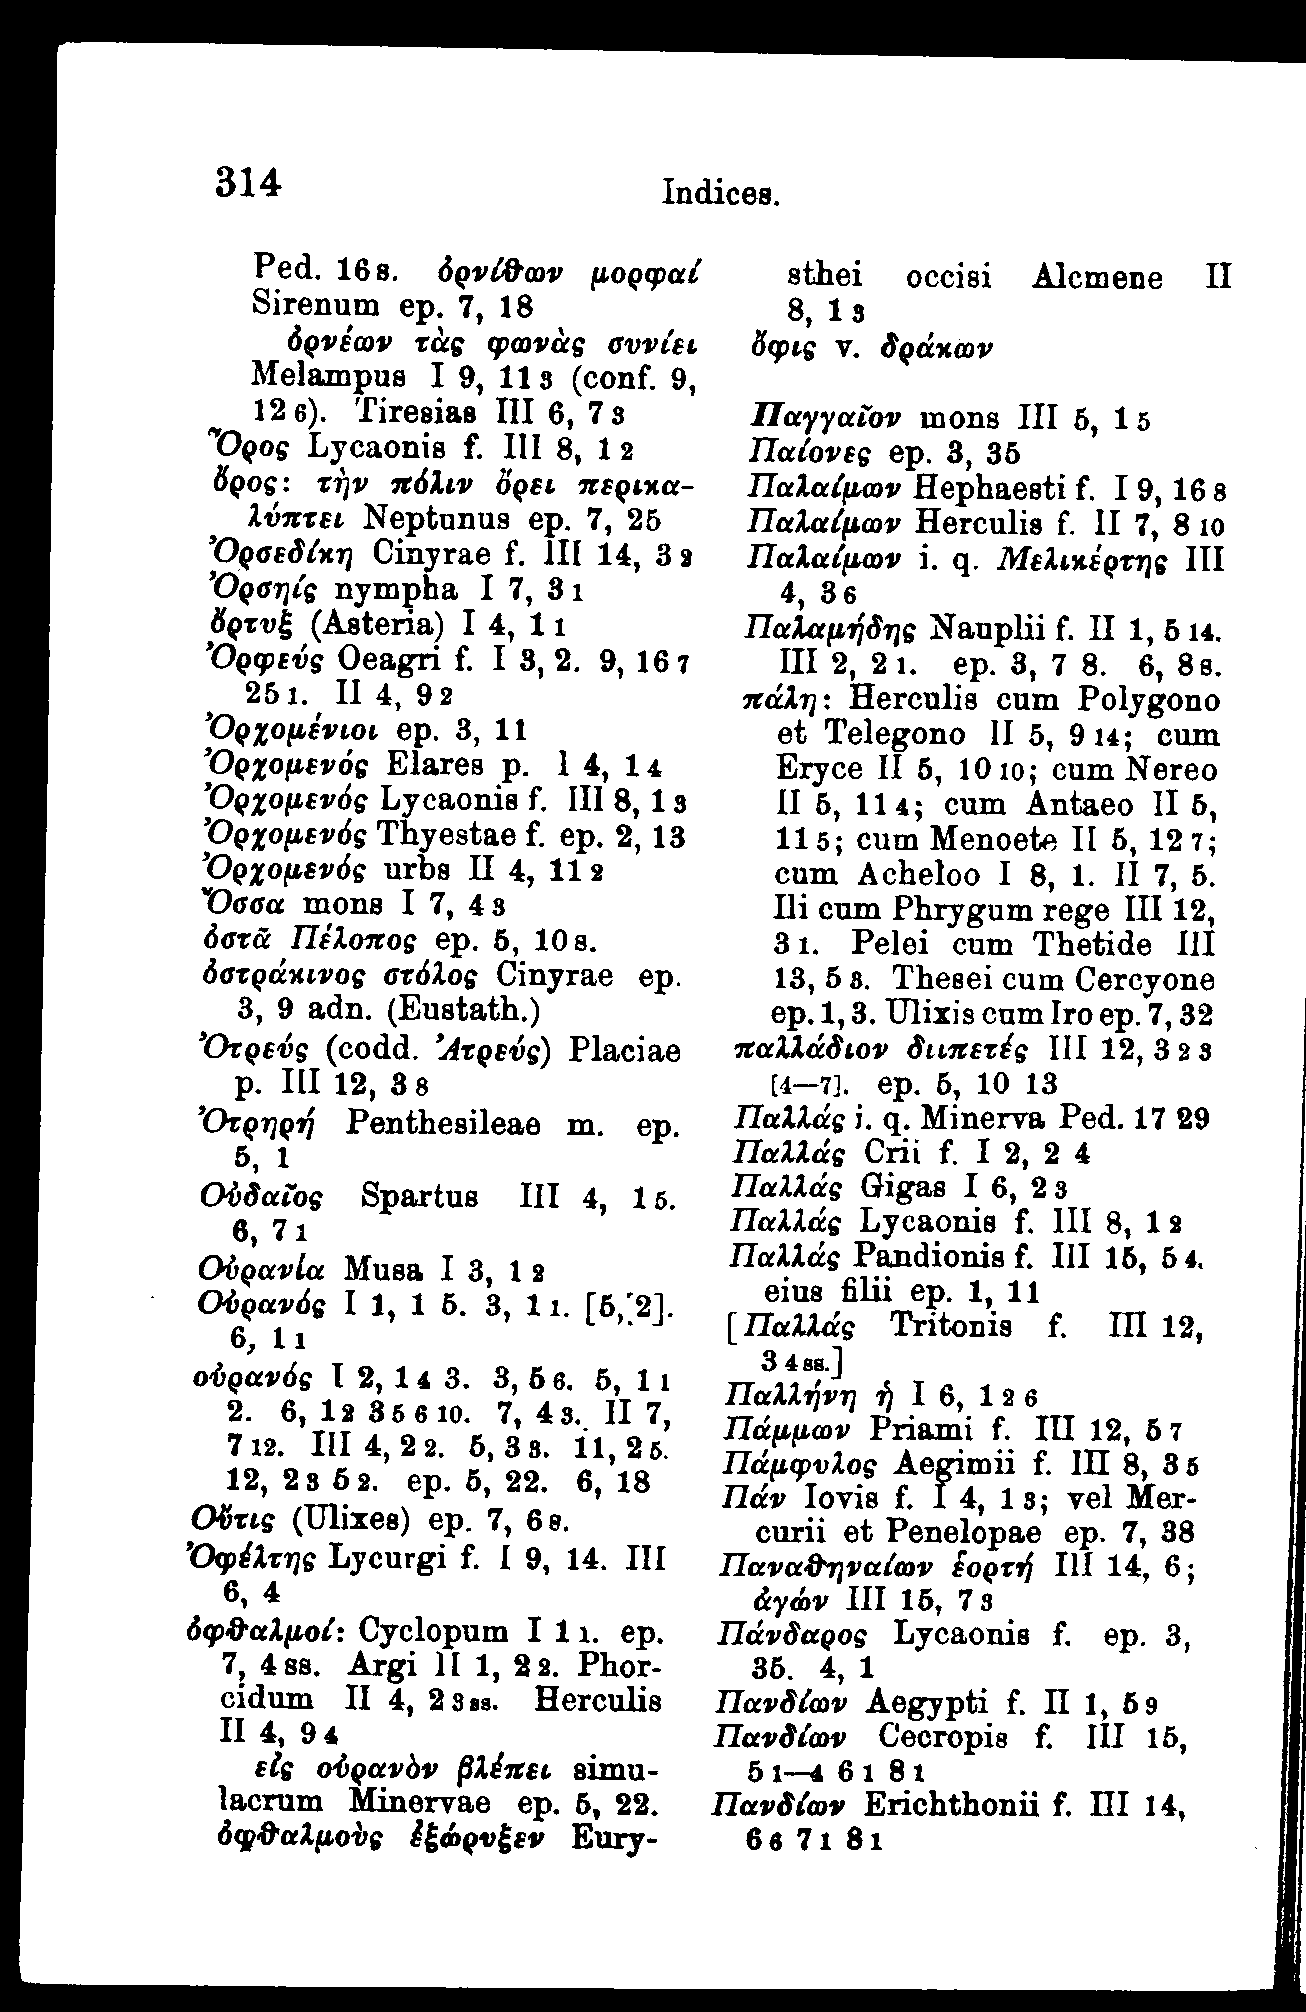 314
Indices.
Ped. 16 s. ὀρνίθων μορφαί
Sirenum ep. 7, 18
ὀρνέων τὰς φωνὰς συνίει
Melampus I 9, 11 3 (conf. 9,
12 6). Tiresias III 6, 7 3
Ὄρος Lycaonis f. III 8, 1 2
ὄρος: τὴν πόλιν ὄρει περικα-
λύπτει Neptunus ep. 7, 25
Ὀρσεδίκη Cinyrae f. III 14, 3 2
Ὀρσηίς nympha I 7, 3 1
ὄρτυξ (Asteria) I 4, 1 1
Ὀρφεύς Oeagri f. I 3, 2. 9, 16 7
25 1. II 4, 9 2
Ὀρχομένιοι ep. 3, 11
Ὀρχομενός Elares p. I 4, 1 4
Ὀρχομενός Lycaonis f. III 8, 1 3
Ὀρχομενός Thyestae f. ep. 2, 13
Ὀρχομενός urbs II 4, 11 2
Ὄσσα mons I 7, 4 3
ὀστᾶ Πέλοπος ep. 5, 10 s.
ὀστράκινος στόλος Cinyrae ep.
3, 9 adn. (Eustath.)
Ὀτρεύς (codd. Ἀτρεύς) Placiae
p. III 12, 3 8
Ὀτρηρή Penthesileae m. ep.
5, 1
Οὐδαῖος Spartus III 4, 1 5.
6, 7 1
Οὐρανία Musa I 3, 1 2
Οὐρανός I 1, 1 5. 3, 1 1. [5, 2].
6, 1 1
οὐρανός I 2, 1 4 3. 3, 5 6. 5, 1 1
2. 6, 1 2 3 5 6 10. 7, 4 3. II 7,
7 12. III 4, 2 2. 5, 3 3. 11, 2 5.
12, 2 3 5 2. ep. 5, 22. 6, 18
Οὖτις (Ulixes) ep. 7, 6 s.
Ὀφέλτης Lycurgi f. I 9, 14. III
6, 4
ὀφθαλμοί: Cyclopum I 1 1. ep.
7, 4 ss. Argi II 1, 2 2. Phor-
cidum II 4, 2 3 ss. Herculis
II 4, 9 4
εἰς οὐρανὸν βλέπει simu-
lacrum Minervae ep. 5, 22.
ὀφθαλμοὺς ἐξώρυξεν Eury-
sthei occisi Alcmene II
8, 1 3
ὄφις v. δράκων
Παγγαῖον mons III 5, 1 5
Παίονες ep. 3, 35
Παλαίμων Hephaesti f. I 9, 16 8
Παλαίμων Herculis f. II 7, 8 10
Παλαίμων i. q. Μελικέρτης III
4, 3 6
Παλαμήδης Nauplii f. II 1, 5 14.
III 2, 2 1. ep. 3, 7 8. 6, 8 s.
πάλη: Herculis cum Polygono
et Telegono II 5, 9 14; cum
Eryce II 5, 10 10; cum Nereo
II 5, 11 4; cum Antaeo II 5,
11 5; cum Menoete II 5, 12 7;
cum Acheloo I 8, 1. II 7, 5.
Ili cum Phrygum rege III 12,
3 1. Pelei cum Thetide III
13, 5 3. Thesei cum Cercyone
ep. 1, 3. Ulixis cum Iro ep. 7, 32
παλλάδιον διιπετές III 12, 3 2 3
[4—7]. ep. 5, 10 13
Παλλάς i. q. Minerva Ped. 17 29
Παλλάς Crii f. I 2, 2 4
Παλλάς Gigas I 6, 2 3
Παλλάς Lycaonis f. III 8, 1 2
Παλλάς Pandionis f. III 15, 5 4.
eius filii ep. 1, 11
[Παλλάς Tritonis f. III 12,
3 4 ss.]
Παλλήνη ἡ I 6, 1 2 6
Πάμμων Priami f. III 12, 5 7
Πάμφυλος Aegimii f. III 8, 3 5
Πάν Iovis f. I 4, 1 3; vel Mer-
curii et Penelopae ep. 7, 38
Παναθηναίων ἑορτή III 14, 6;
ἀγών III 15, 7 3
Πάνδαρος Lycaonis f. ep. 3,
35. 4, 1
Πανδίων Aegypti f. II 1, 5 9
Πανδίων Cecropis f. III 15,
5 1—4 6 1 8 1
Πανδίων Erichthonii f. III 14,
6 6 7 1 8 1